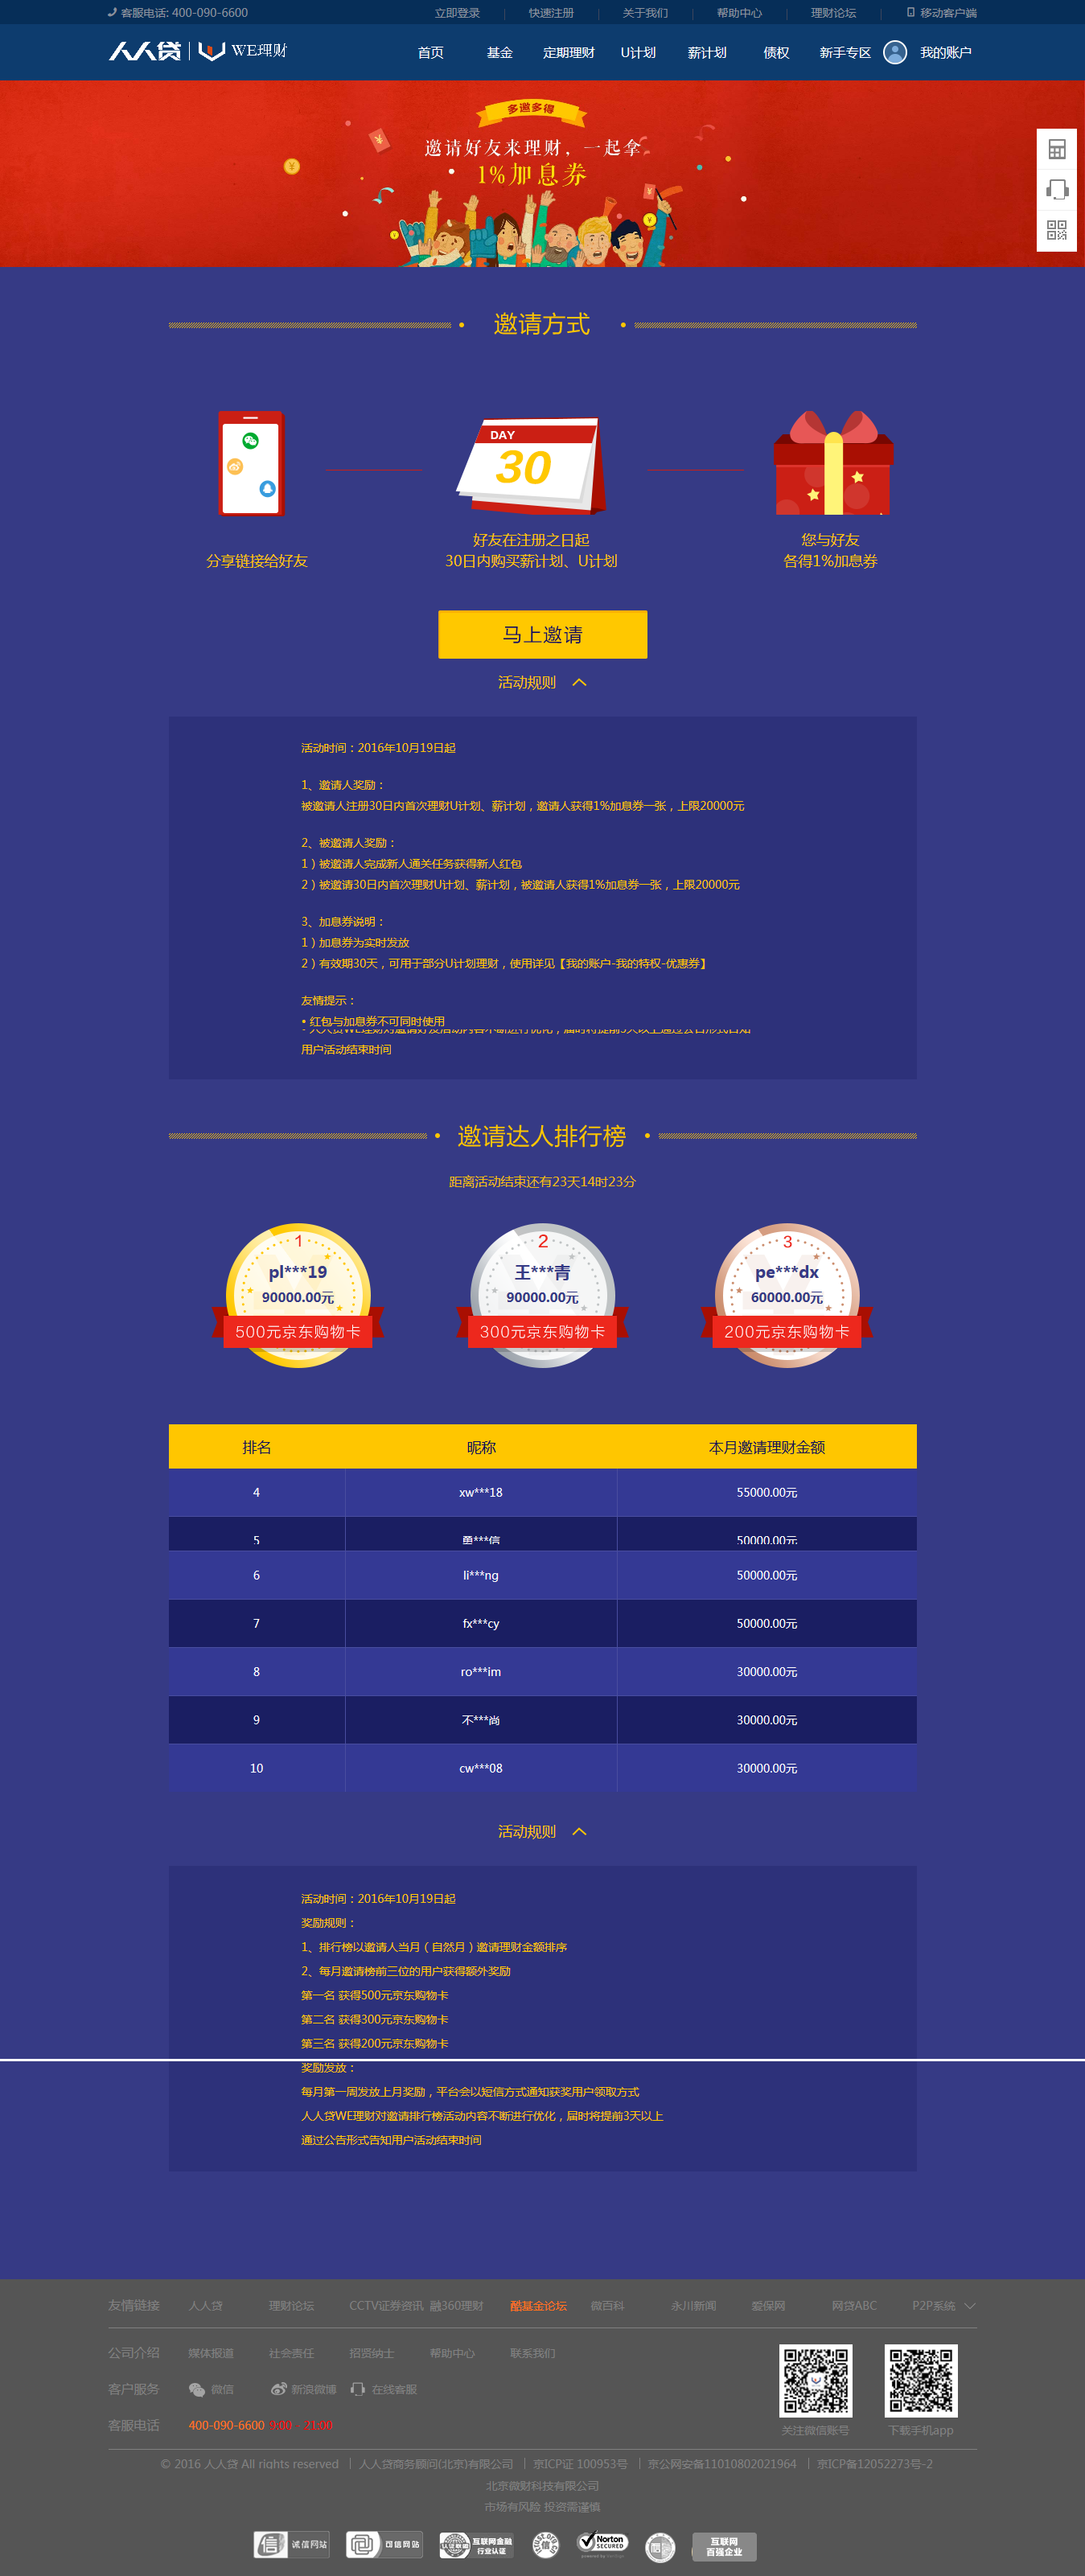 客服电话: 400-090-6600
立即登录
快速注册
关于我们
帮助中心
理财论坛
移动客户端
人人贷 WE理财
首页 基金 定期理财 U计划 薪计划 债权 新手专区 我的账户
多邀多得
邀请好友来理财，一起拿
1%加息券
邀请方式
DAY
30
分享链接给好友
好友在注册之日起
30日内购买薪计划、U计划
您与好友
各得1%加息券
马上邀请
活动规则
活动时间：2016年10月19日起
1、邀请人奖励：
被邀请人注册30日内首次理财U计划、薪计划，邀请人获得1%加息券一张，上限20000元
2、被邀请人奖励：
1）被邀请人完成新人通关任务获得新人红包
2）被邀请30日内首次理财U计划、薪计划，被邀请人获得1%加息券一张，上限20000元
3、加息券说明：
1）加息券为实时发放
2）有效期30天，可用于部分U计划理财，使用详见【我的账户-我的特权-优惠券】
友情提示：
• 红包与加息券不可同时使用
• 人人贷WE理财对邀请好友活动内容不断进行优化，届时将提前3天以上通过公告形式告知
用户活动结束时间
邀请达人排行榜
距离活动结束还有23天14时23分
1
pl***19
90000.00元
500元京东购物卡
2
王***青
90000.00元
300元京东购物卡
3
pe***dx
60000.00元
200元京东购物卡
排名 昵称 本月邀请理财金额
4 xw***18 55000.00元
5 勇***信 50000.00元
6 li***ng 50000.00元
7 fx***cy 50000.00元
8 ro***im 30000.00元
9 不***尚 30000.00元
10 cw***08 30000.00元
活动规则
活动时间：2016年10月19日起
奖励规则：
1、排行榜以邀请人当月（自然月）邀请理财金额排序
2、每月邀请榜前三位的用户获得额外奖励
第一名 获得500元京东购物卡
第二名 获得300元京东购物卡
第三名 获得200元京东购物卡
奖励发放：
每月第一周发放上月奖励，平台会以短信方式通知获奖用户领取方式
人人贷WE理财对邀请排行榜活动内容不断进行优化，届时将提前3天以上
通过公告形式告知用户活动结束时间
友情链接 人人贷 理财论坛 CCTV证券资讯 融360理财 酷基金论坛 微百科 永川新闻 爱保网 网贷ABC P2P系统
公司介绍 媒体报道 社会责任 招贤纳士 帮助中心 联系我们
客户服务 微信 新浪微博 在线客服
客服电话 400-090-6600 9:00 - 21:00
关注微信账号
下载手机app
© 2016 人人贷 All rights reserved | 人人贷商务顾问(北京)有限公司 | 京ICP证 100953号 | 京公网安备11010802021964 | 京ICP备12052273号-2
北京微财科技有限公司
市场有风险 投资需谨慎
信 诚信网站
可信网站
互联网金融
行业认证
Norton
SECURED
互联网
百强企业